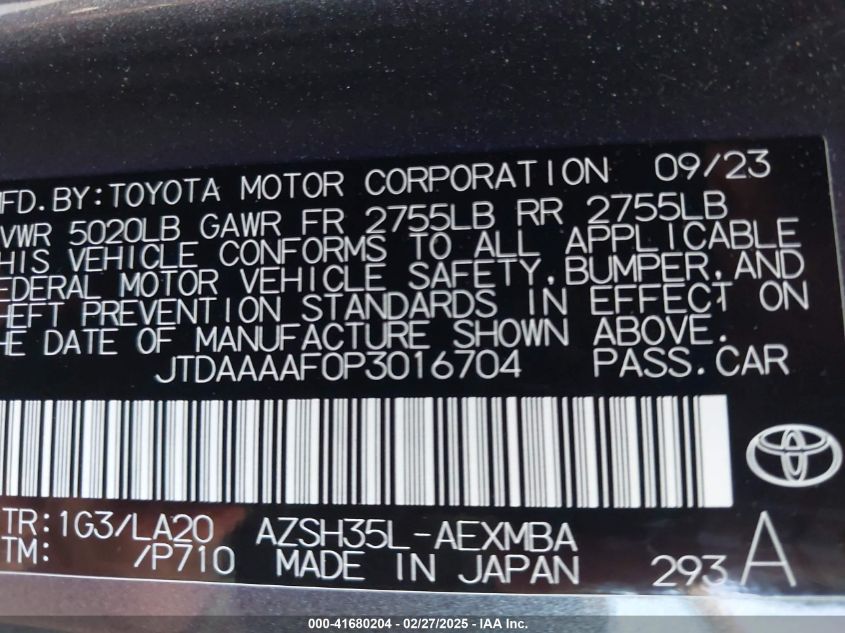 MFD. BY: TOYOTA MOTOR CORPORATION 09/23
VWR 5020LB GAWR FR 2755LB RR 2755LB
HIS VEHICLE CONFORMS TO ALL APPLICABLE
EDERAL MOTOR VEHICLE SAFETY, BUMPER, AND
HEFT PREVENTION STANDARDS IN EFFECT ON
HE DATE OF MANUFACTURE SHOWN ABOVE.
JTDAAAAF0P3016704 PASS. CAR
TR: 1G3/LA20 AZSH35L-AEXMBA
TM: /P710 MADE IN JAPAN 293 A
000-41680204 - 02/27/2025 - IAA Inc.